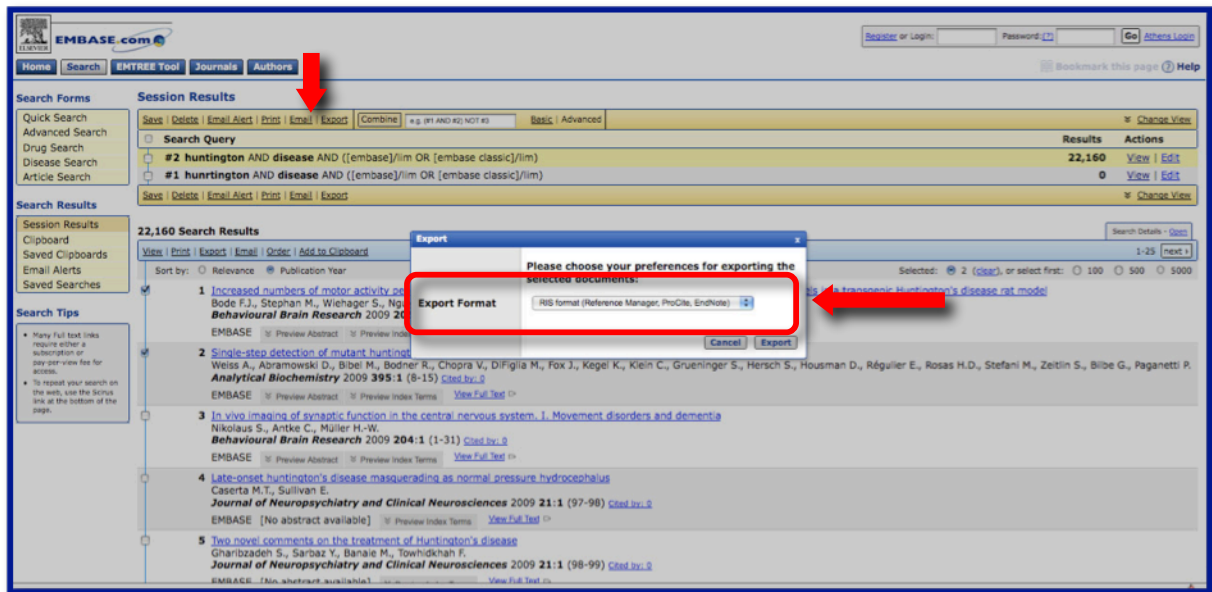 ELSEVIER
EMBASE.com
Register or Login: Password:[?] Go Athens Login
Home Search EMTREE Tool Journals Authors
Bookmark this page ? Help
Search Forms
Quick Search
Advanced Search
Drug Search
Disease Search
Article Search
Search Results
Session Results
Clipboard
Saved Clipboards
Email Alerts
Saved Searches
Search Tips
Many Full text links
require either a
subscription or
pay-per-view fee for
access.
To repeat your search on
the web, use the Scirus
link at the bottom of the
page.
Session Results
Save | Delete | Email Alert | Print | Email | Export Combine e.g. (#1 AND #2) NOT #3 Basic | Advanced Change View
Search Query Results Actions
#2 huntington AND disease AND ([embase]/lim OR [embase classic]/lim) 22,160 View | Edit
#1 hunrtington AND disease AND ([embase]/lim OR [embase classic]/lim) 0 View | Edit
Save | Delete | Email Alert | Print | Email | Export Change View
22,160 Search Results
Search Details - Open
View | Print | Export | Email | Order | Add to Clipboard 1-25 next ›
Sort by: Relevance Publication Year Selected: 2 (clear), or select first: 100 500 5000
Export x
Please choose your preferences for exporting the
selected documents:
Export Format RIS format (Reference Manager, ProCite, EndNote)
Cancel Export
1 Increased numbers of motor activity in a transgenic Huntington's disease rat model
Bode F.J., Stephan M., Wiehager S.,
Behavioural Brain Research 2009
EMBASE Preview Abstract Preview Index
2 Single-step detection of mutant
Weiss A., Abramowski D., Bibel M., Bodner R., Chopra V., DiFiglia M., Fox J., Kegel K., Klein C., Grueninger S., Hersch S., Housman D., Régulier E., Rosas H.D., Stefani M., Zeitlin S., Bilbe G., Paganetti P.
Analytical Biochemistry 2009 395:1 (8-15) Cited by: 0
EMBASE Preview Abstract Preview Index Terms View Full Text
3 In vivo imaging of synaptic function in the central nervous system. I. Movement disorders and dementia
Nikolaus S., Antke C., Müller H.-W.
Behavioural Brain Research 2009 204:1 (1-31) Cited by: 0
EMBASE Preview Abstract Preview Index Terms View Full Text
4 Late-onset huntington's disease masquerading as normal pressure hydrocephalus
Caserta M.T., Sullivan E.
Journal of Neuropsychiatry and Clinical Neurosciences 2009 21:1 (97-98) Cited by: 0
EMBASE [No abstract available] Preview Index Terms View Full Text
5 Two novel comments on the treatment of Huntington's disease
Gharibzadeh S., Sarbaz Y., Banaie M., Towhidkhah F.
Journal of Neuropsychiatry and Clinical Neurosciences 2009 21:1 (98-99) Cited by: 0
EMBASE [No abstract available] View Full Text